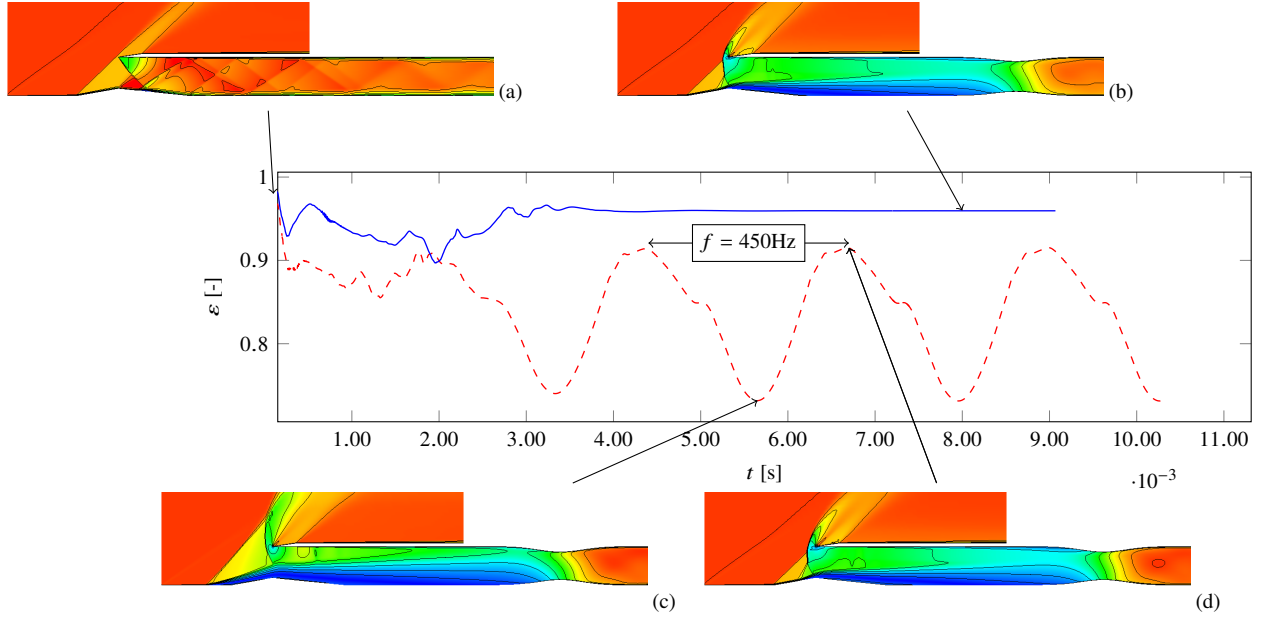 (a)
(b)
1
0.9
0.8
ε [-]
f = 450Hz
1.00 2.00 3.00 4.00 5.00 6.00 7.00 8.00 9.00 10.00 11.00
t [s]
·10⁻³
(c)
(d)